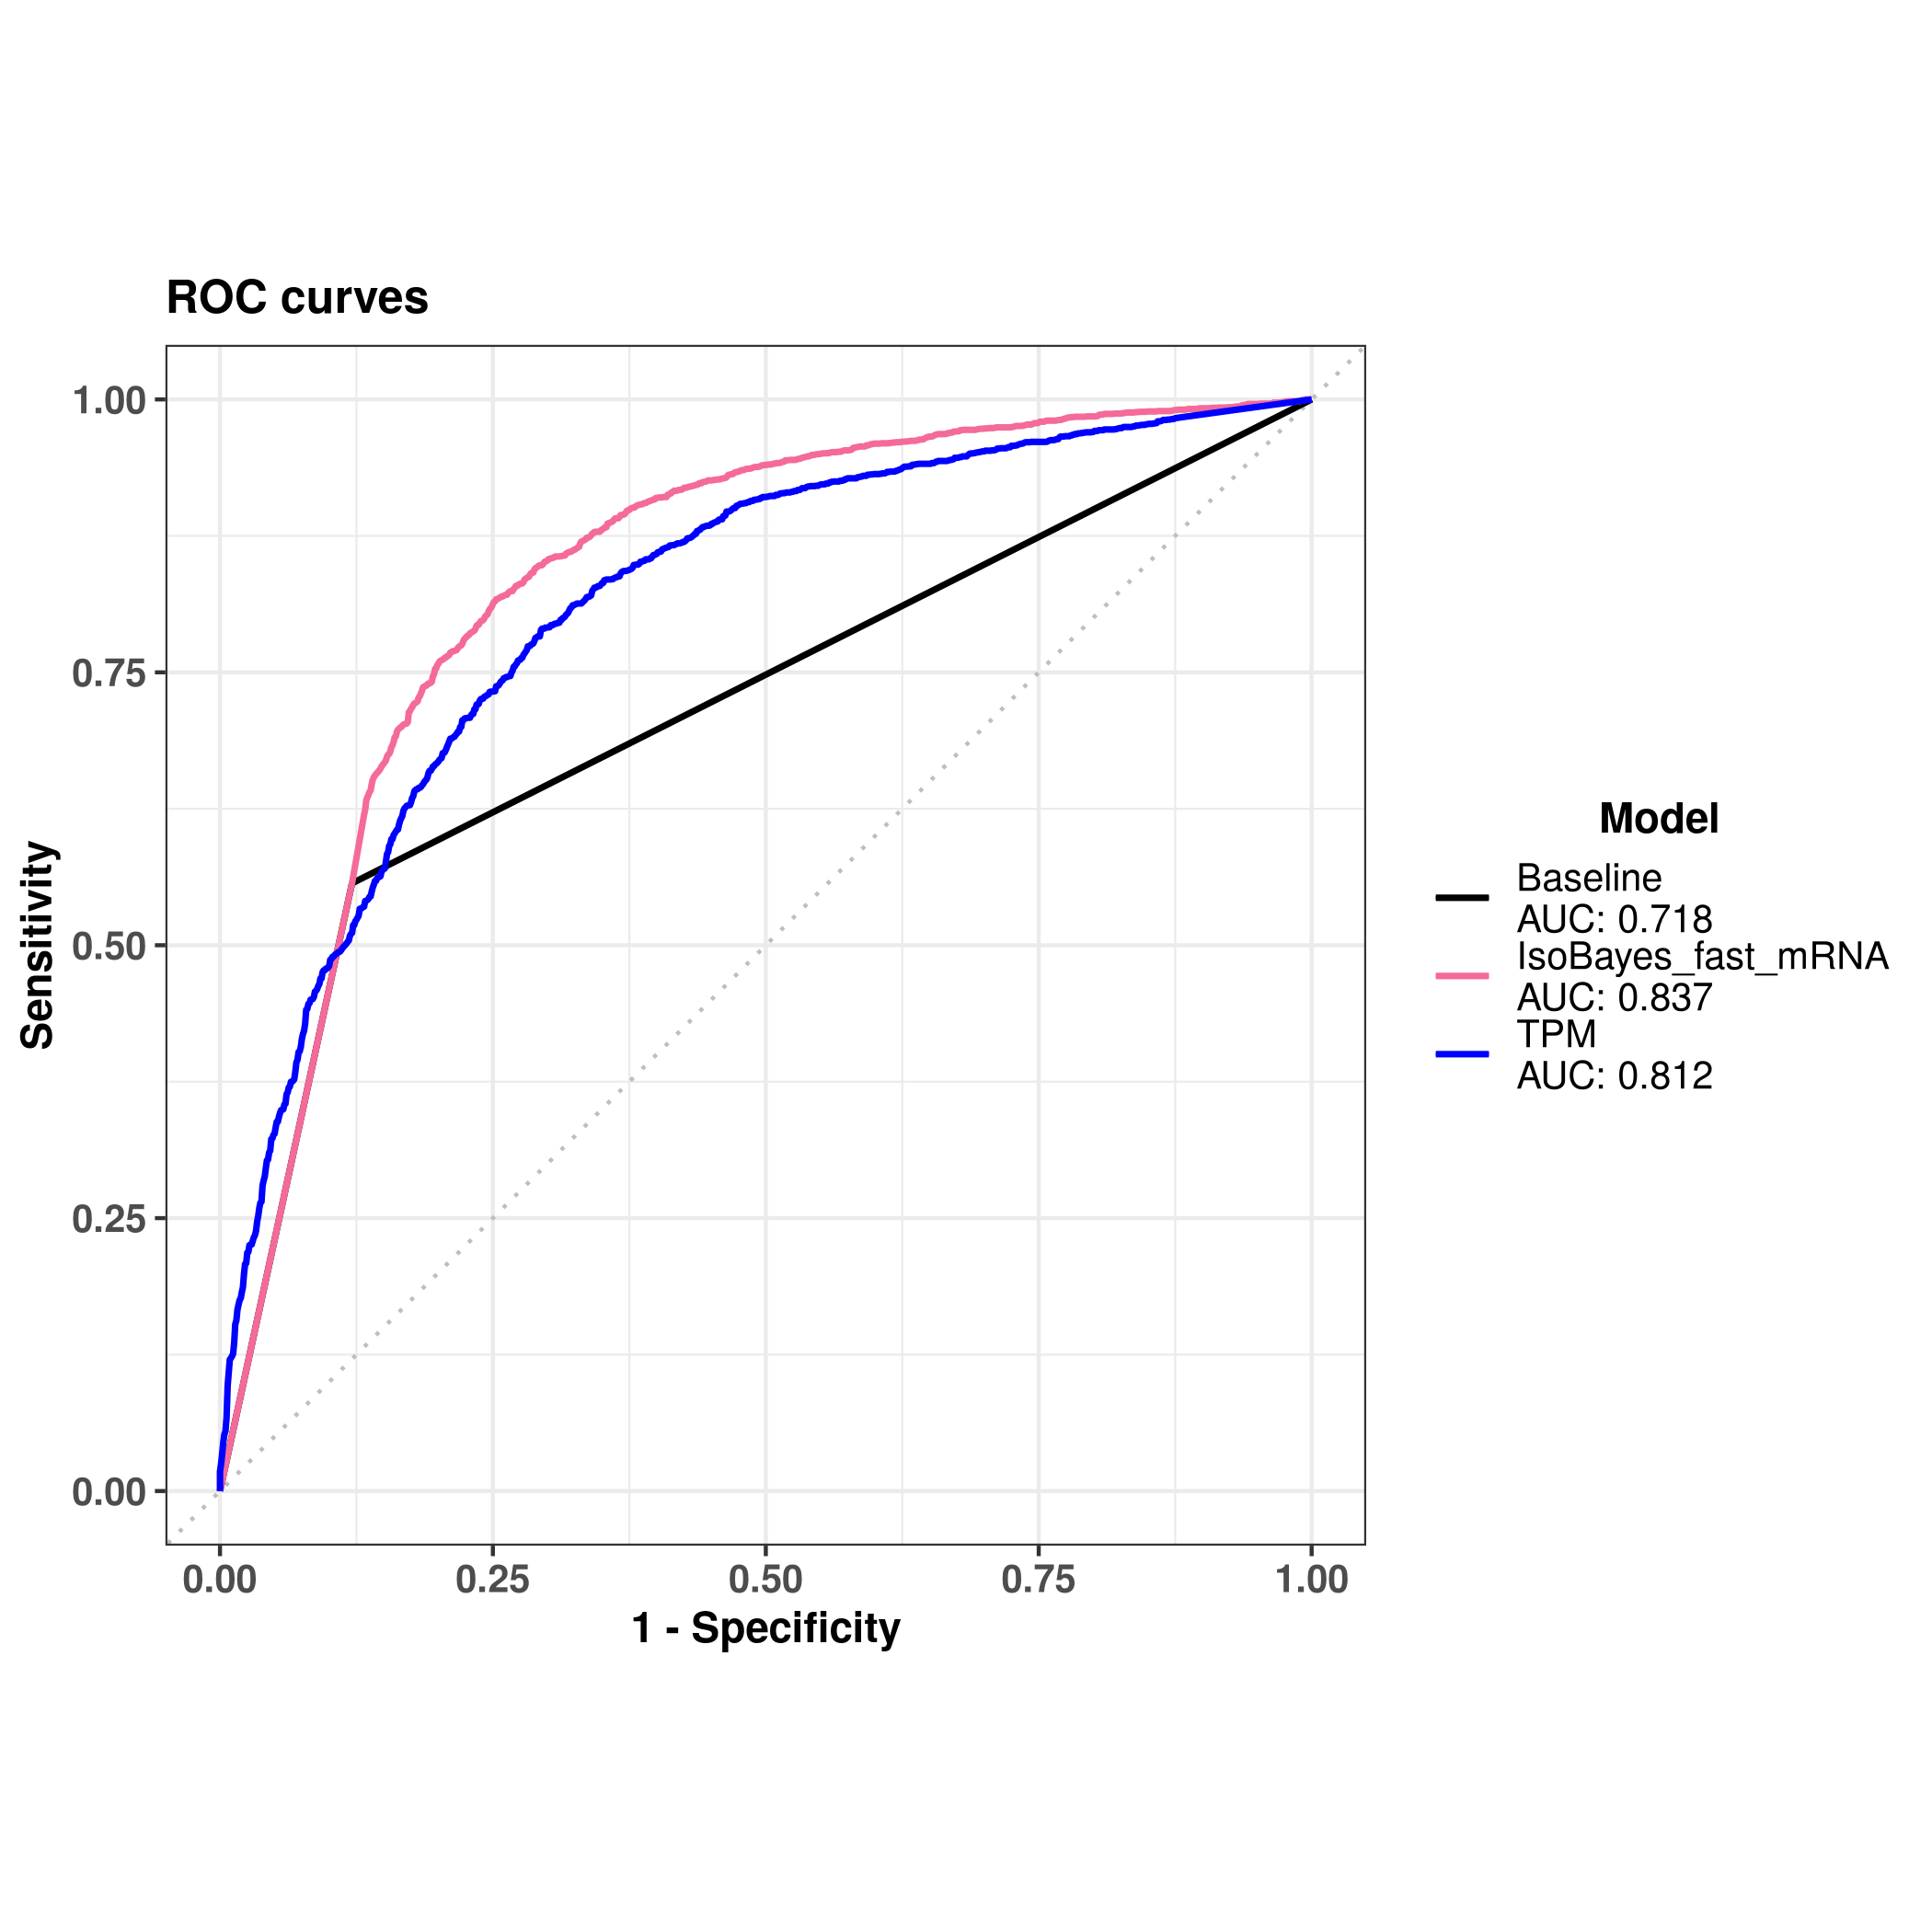 ROC curves
1.00
0.75
0.50
0.25
0.00
Sensitivity
0.00 0.25 0.50 0.75 1.00
1 - Specificity
Model
Baseline
AUC: 0.718
IsoBayes_fast_mRNA
AUC: 0.837
TPM
AUC: 0.812